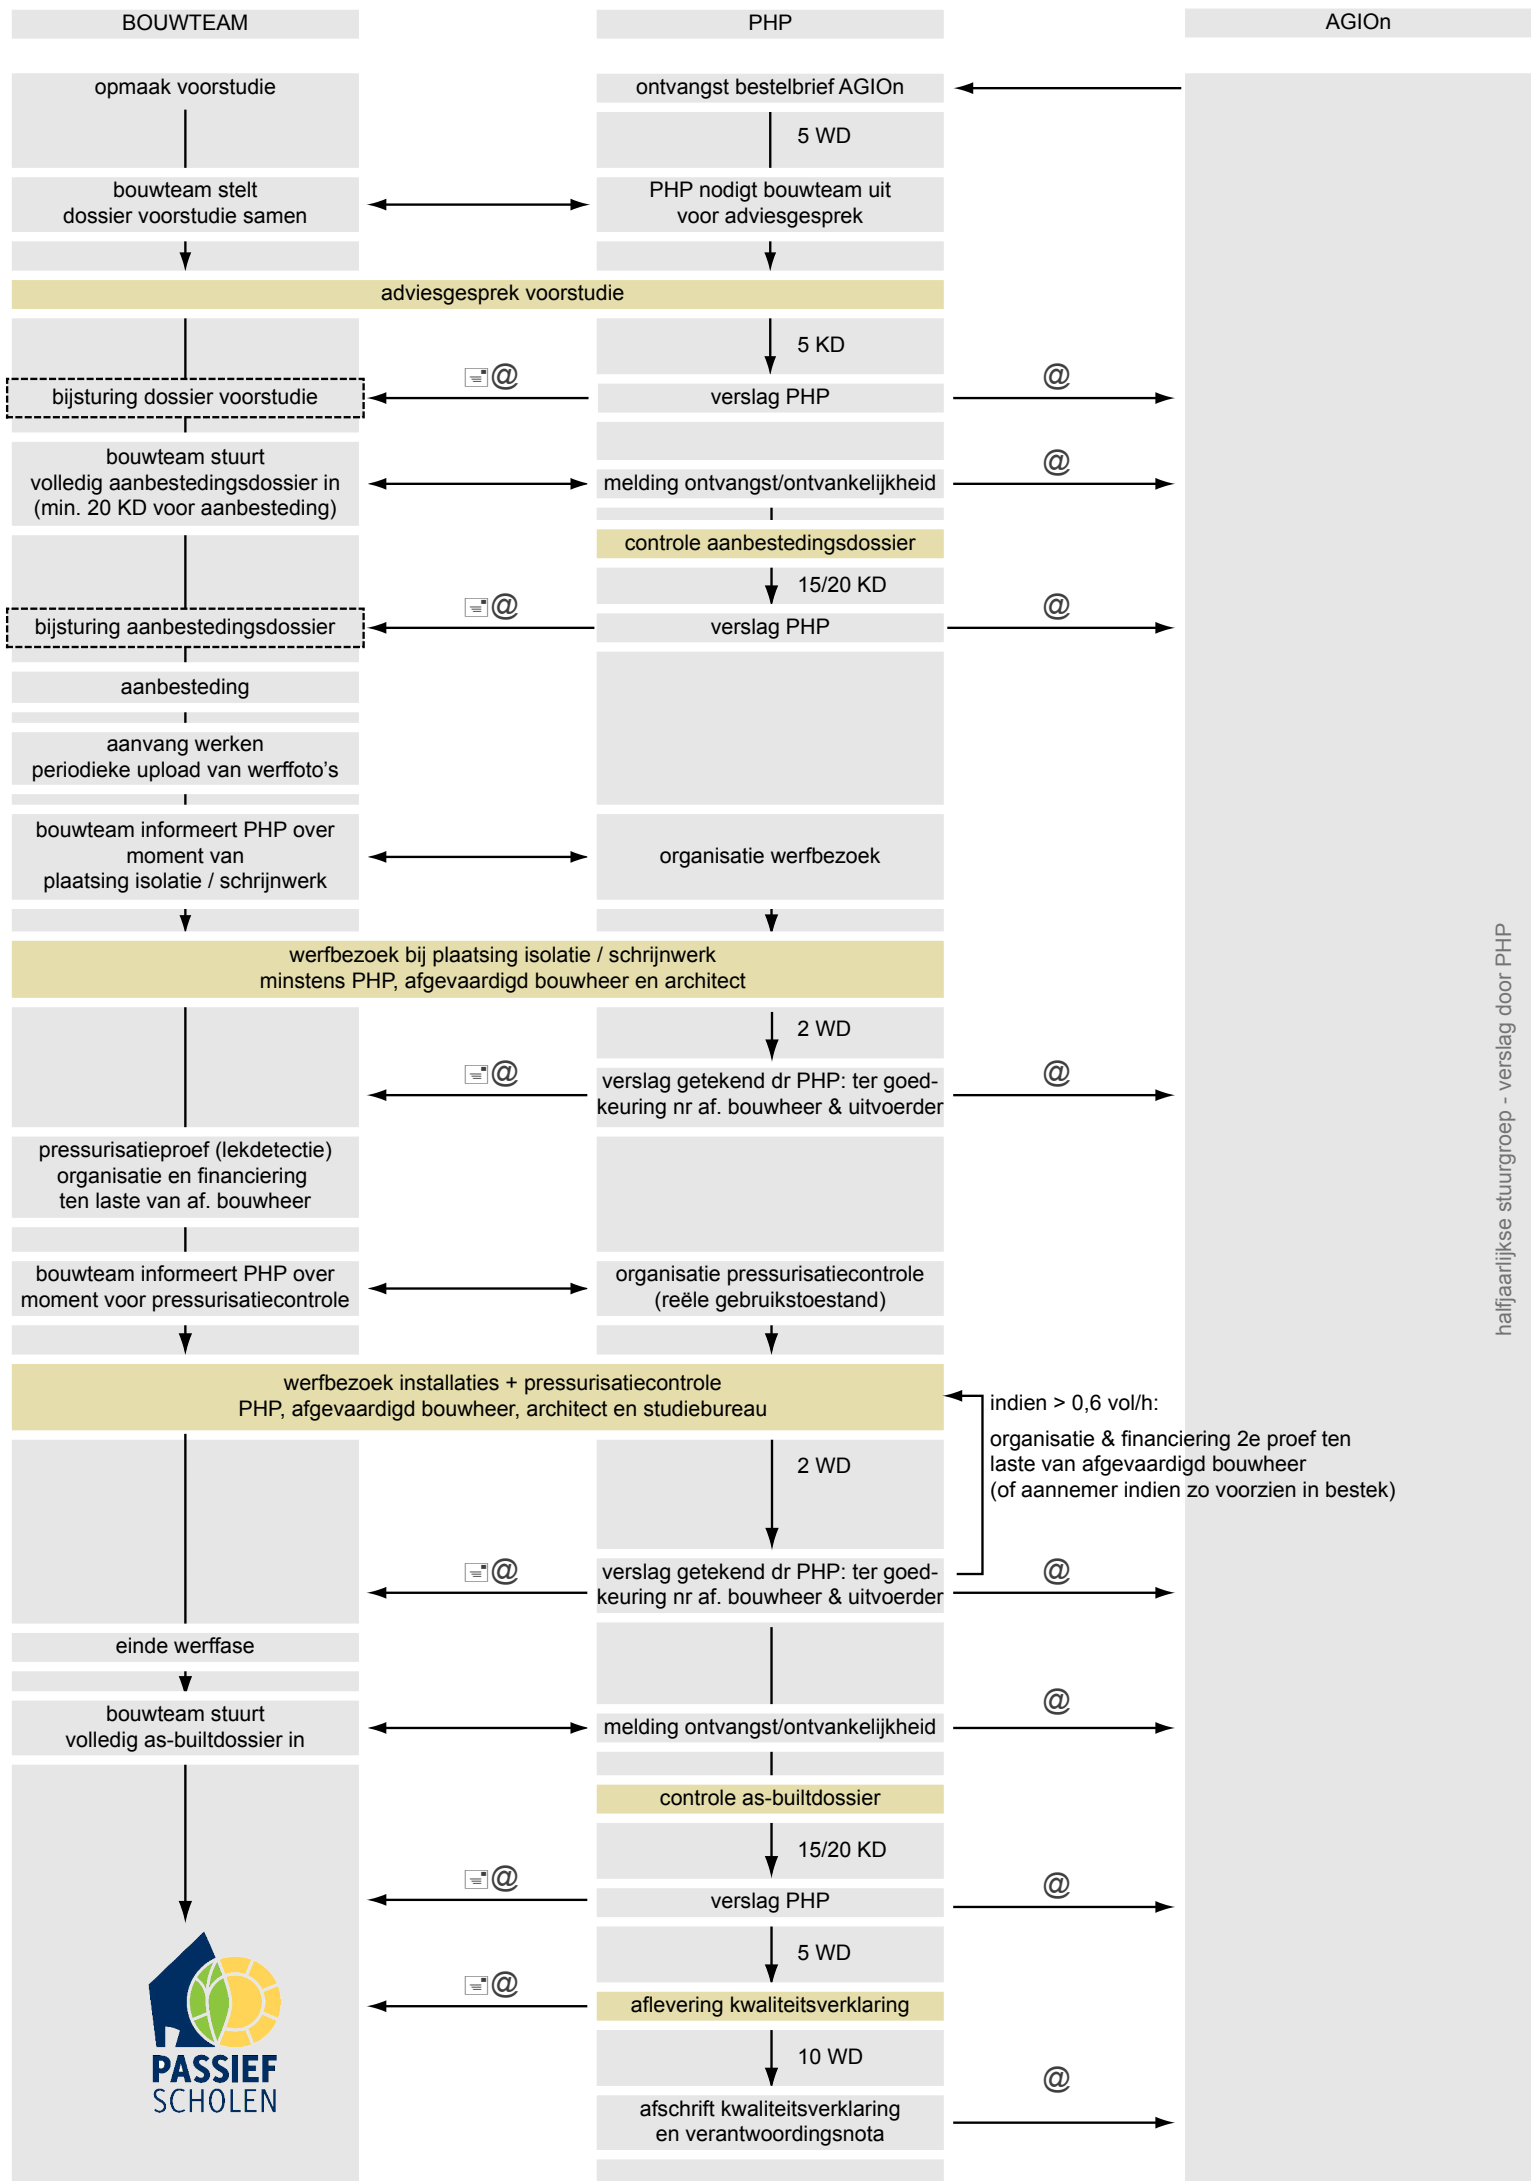 BOUWTEAM
PHP
AGIOn
opmaak voorstudie
ontvangst bestelbrief AGIOn
5 WD
bouwteam stelt
dossier voorstudie samen
PHP nodigt bouwteam uit
voor adviesgesprek
adviesgesprek voorstudie
5 KD
@
@
bijsturing dossier voorstudie
verslag PHP
bouwteam stuurt
volledig aanbestedingsdossier in
(min. 20 KD voor aanbesteding)
melding ontvangst/ontvankelijkheid
@
controle aanbestedingsdossier
15/20 KD
@
@
bijsturing aanbestedingsdossier
verslag PHP
aanbesteding
aanvang werken
periodieke upload van werffoto's
bouwteam informeert PHP over
moment van
plaatsing isolatie / schrijnwerk
organisatie werfbezoek
werfbezoek bij plaatsing isolatie / schrijnwerk
minstens PHP, afgevaardigd bouwheer en architect
2 WD
@
@
verslag getekend dr PHP: ter goed-
keuring nr af. bouwheer & uitvoerder
halfjaarlijkse stuurgroep - verslag door PHP
pressurisatieproef (lekdetectie)
organisatie en financiering
ten laste van af. bouwheer
bouwteam informeert PHP over
moment voor pressurisatiecontrole
organisatie pressurisatiecontrole
(reële gebruikstoestand)
werfbezoek installaties + pressurisatiecontrole
PHP, afgevaardigd bouwheer, architect en studiebureau
indien > 0,6 vol/h:
organisatie & financiering 2e proef ten
laste van afgevaardigd bouwheer
(of aannemer indien zo voorzien in bestek)
2 WD
@
@
verslag getekend dr PHP: ter goed-
keuring nr af. bouwheer & uitvoerder
einde werffase
bouwteam stuurt
volledig as-builtdossier in
melding ontvangst/ontvankelijkheid
@
controle as-builtdossier
15/20 KD
@
@
verslag PHP
5 WD
@
aflevering kwaliteitsverklaring
10 WD
@
afschrift kwaliteitsverklaring
en verantwoordingsnota
PASSIEF
SCHOLEN